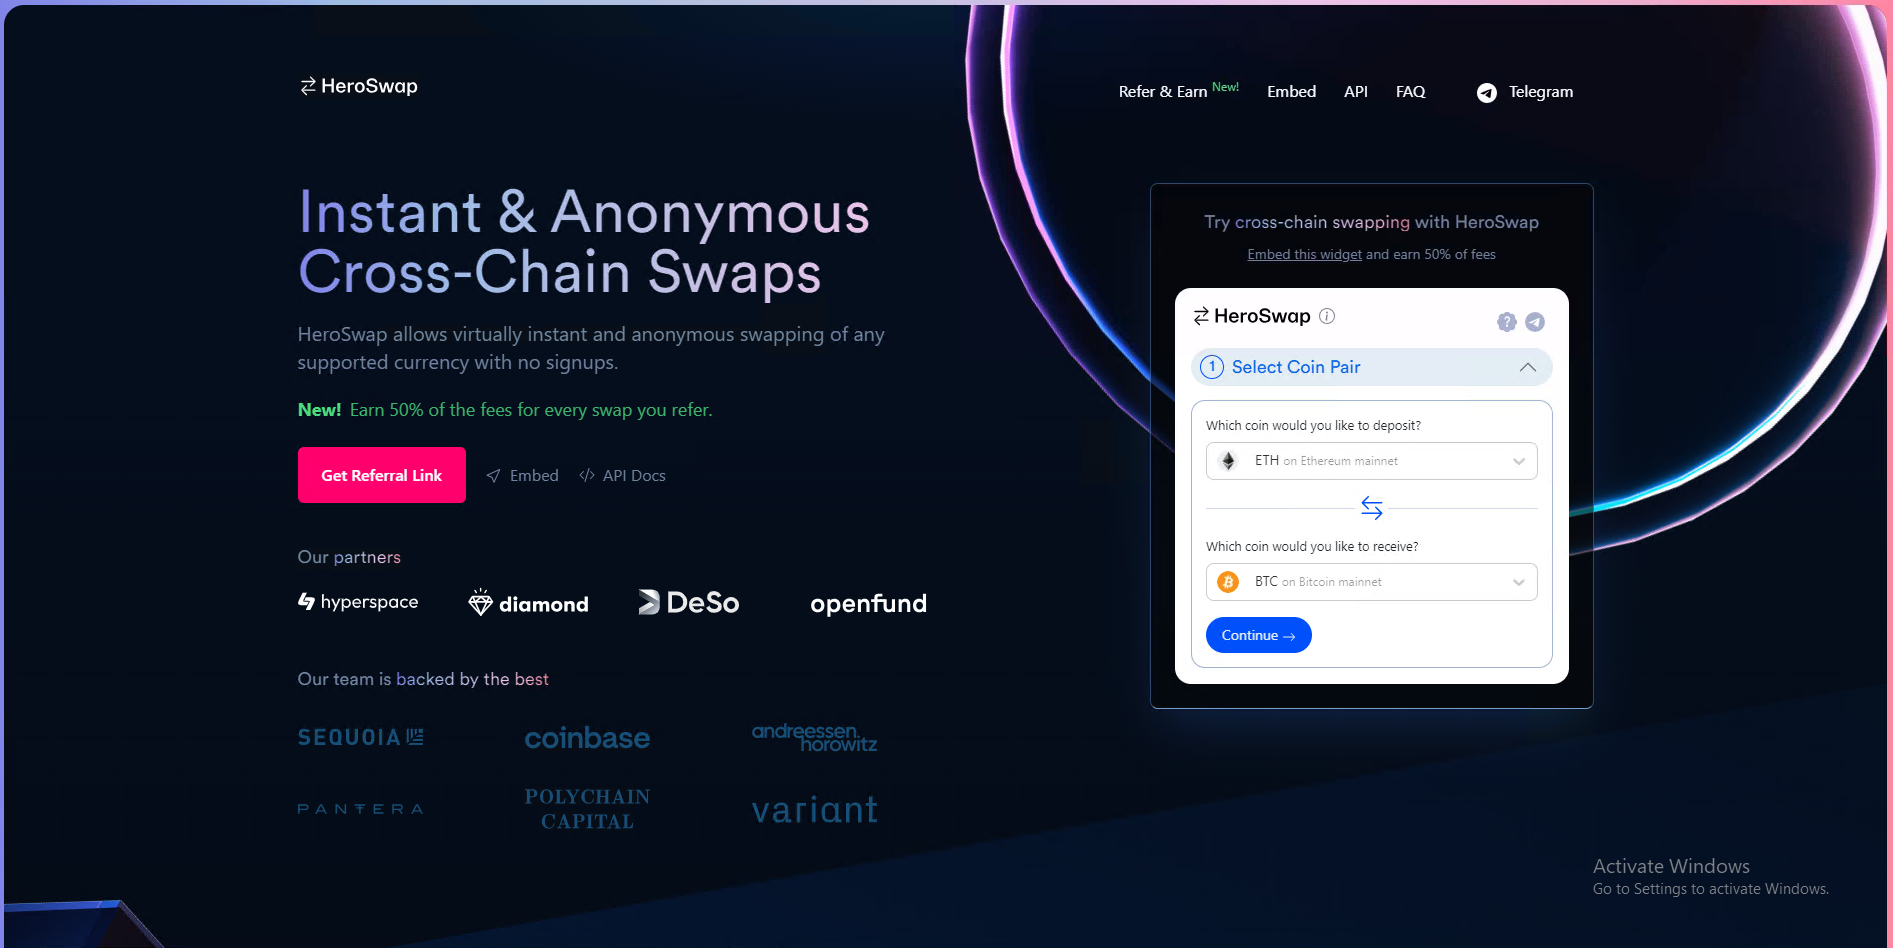 HeroSwap
Refer & Earn New!
Embed
API
FAQ
Telegram
Instant & Anonymous
Cross-Chain Swaps
HeroSwap allows virtually instant and anonymous swapping of any
supported currency with no signups.
New! Earn 50% of the fees for every swap you refer.
Get Referral Link
Embed
</> API Docs
Our partners
hyperspace
diamond
DeSo
openfund
Our team is backed by the best
SEQUOIA
coinbase
andreessen.
horowitz
PANTERA
POLYCHAIN
CAPITAL
variant
Try cross-chain swapping with HeroSwap
Embed this widget and earn 50% of fees
HeroSwap i
?
1 Select Coin Pair
Which coin would you like to deposit?
ETH on Ethereum mainnet
Which coin would you like to receive?
BTC on Bitcoin mainnet
Continue →
Activate Windows
Go to Settings to activate Windows.